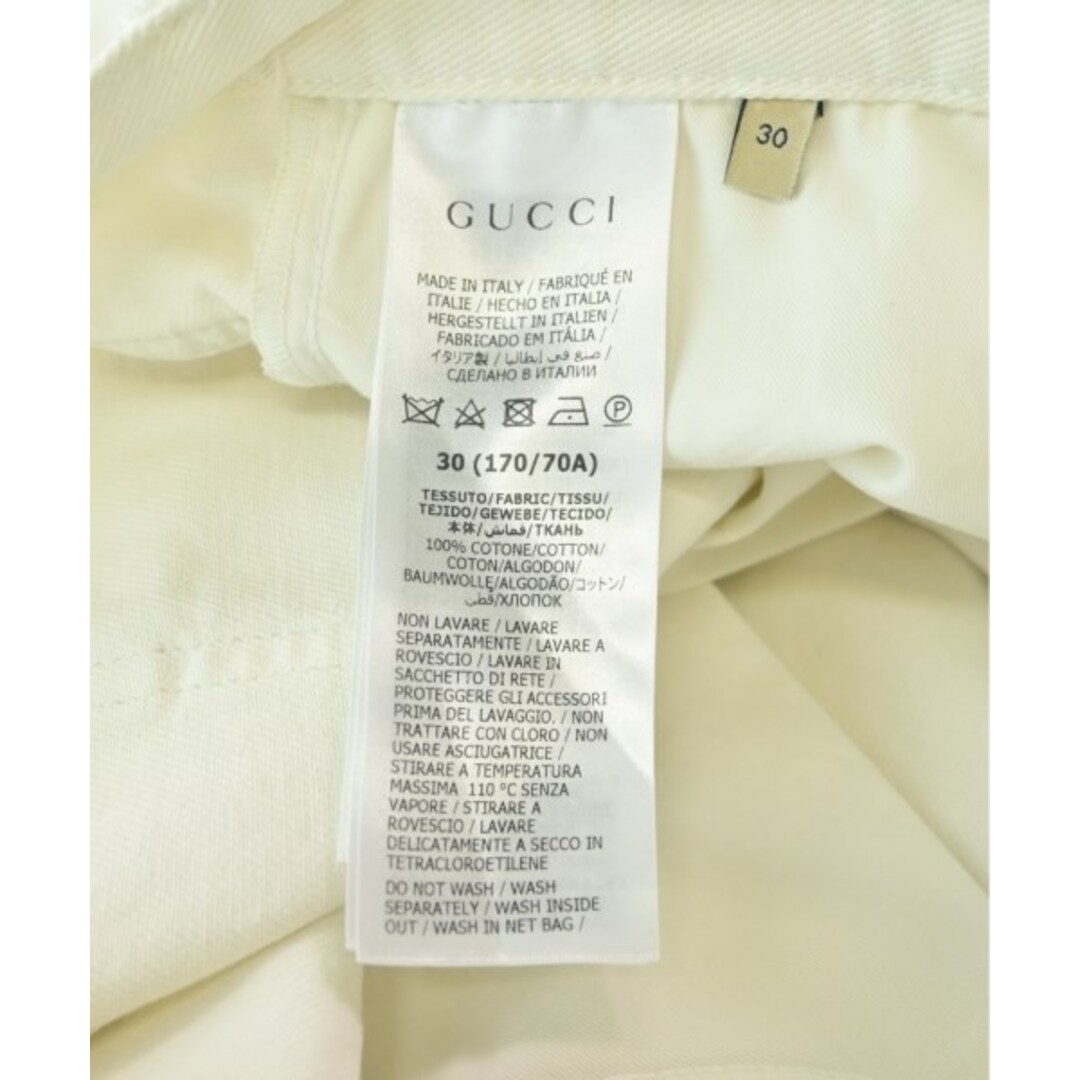 30
GUCCI
MADE IN ITALY / FABRIQUÉ EN
ITALIE / HECHO EN ITALIA /
HERGESTELLT IN ITALIEN /
FABRICADO EM ITÁLIA /
イタリア製 / صنع في إيطاليا /
СДЕЛАНО В ИТАЛИИ
P
30 (170/70A)
TESSUTO/FABRIC/TISSU/
TEJIDO/GEWEBE/TECIDO/
本体/قماش/ТКАНЬ
100% COTONE/COTTON/
COTON/ALGODON/
BAUMWOLLE/ALGODÃO/コットン/
قطن/ХЛОПОК
NON LAVARE / LAVARE
SEPARATAMENTE / LAVARE A
ROVESCIO / LAVARE IN
SACCHETTO DI RETE /
PROTEGGERE GLI ACCESSORI
PRIMA DEL LAVAGGIO. / NON
TRATTARE CON CLORO / NON
USARE ASCIUGATRICE /
STIRARE A TEMPERATURA
MASSIMA 110 °C SENZA
VAPORE / STIRARE A
ROVESCIO / LAVARE
DELICATAMENTE A SECCO IN
TETRACLOROETILENE
DO NOT WASH / WASH
SEPARATELY / WASH INSIDE
OUT / WASH IN NET BAG /